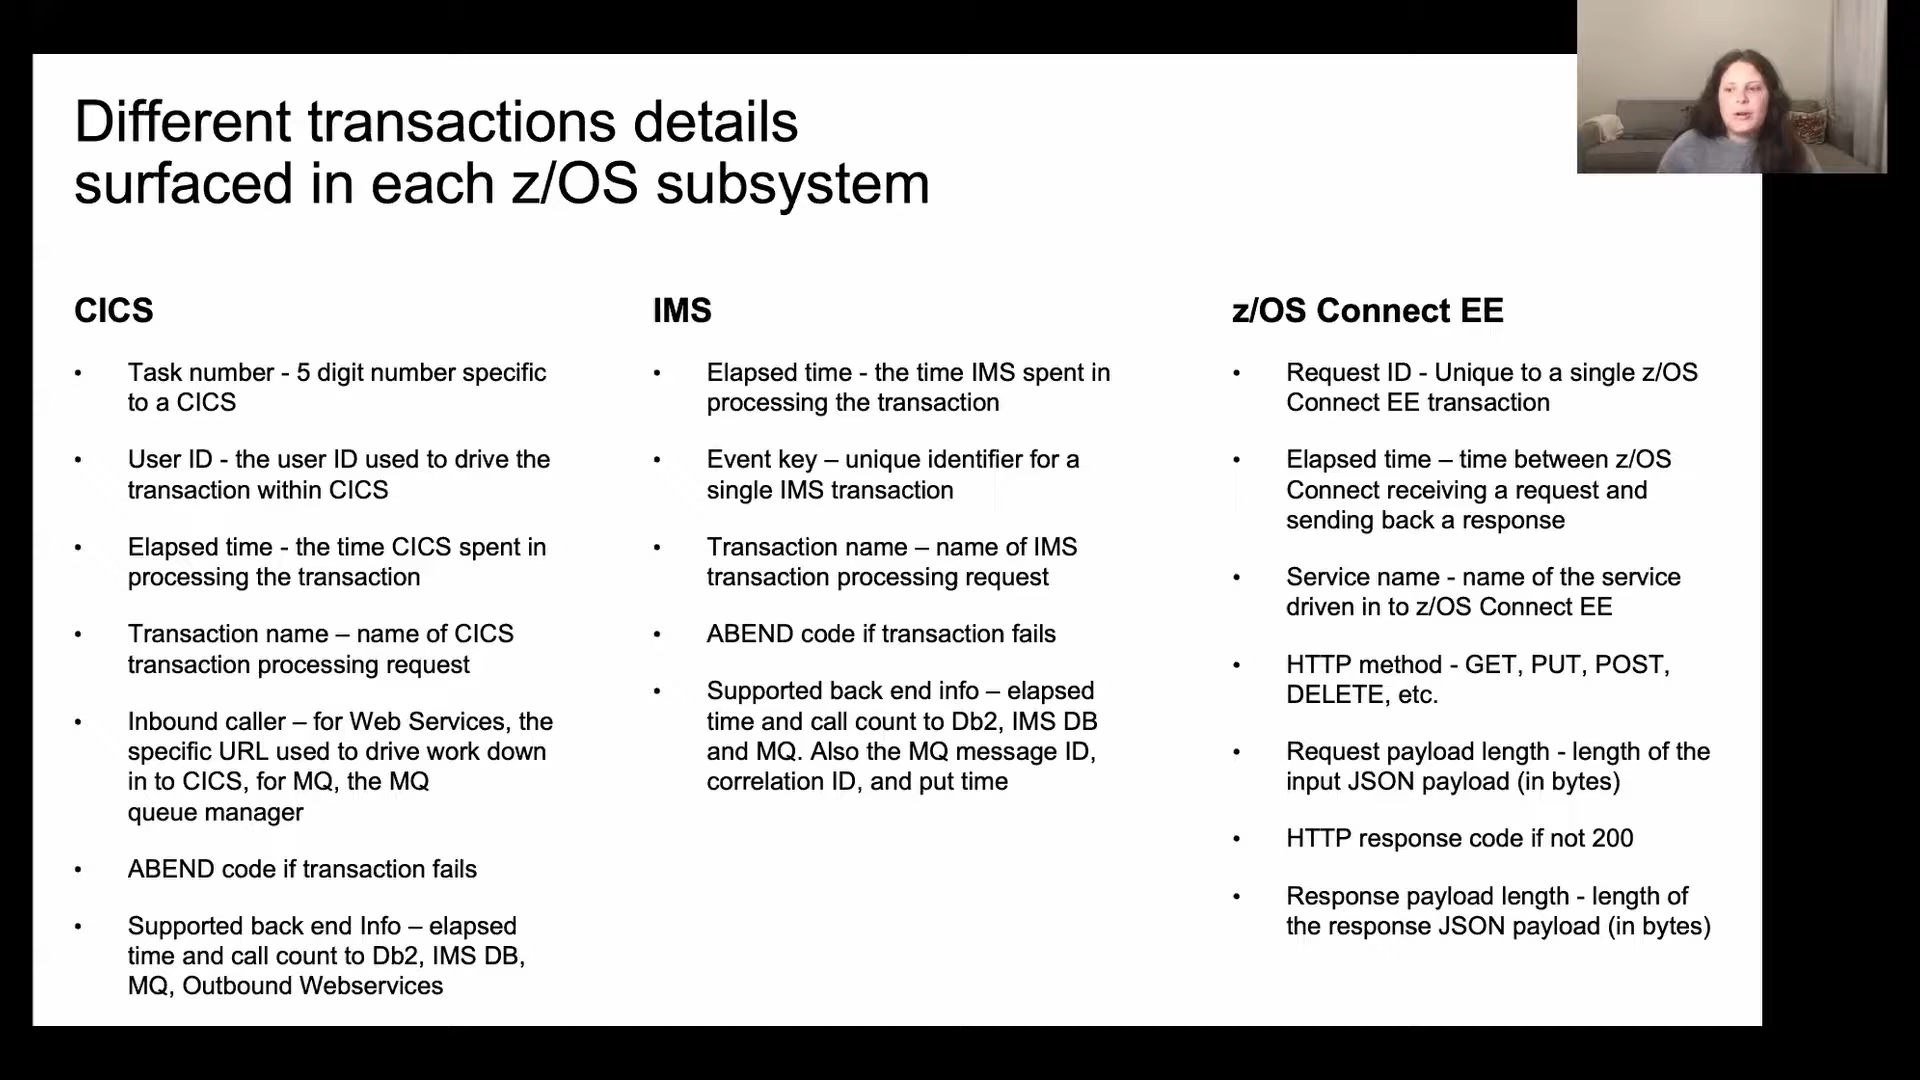 Different transactions details
surfaced in each z/OS subsystem
CICS
• Task number - 5 digit number specific
to a CICS
• User ID - the user ID used to drive the
transaction within CICS
• Elapsed time - the time CICS spent in
processing the transaction
• Transaction name – name of CICS
transaction processing request
• Inbound caller – for Web Services, the
specific URL used to drive work down
in to CICS, for MQ, the MQ
queue manager
• ABEND code if transaction fails
• Supported back end Info – elapsed
time and call count to Db2, IMS DB,
MQ, Outbound Webservices
IMS
• Elapsed time - the time IMS spent in
processing the transaction
• Event key – unique identifier for a
single IMS transaction
• Transaction name – name of IMS
transaction processing request
• ABEND code if transaction fails
• Supported back end info – elapsed
time and call count to Db2, IMS DB
and MQ. Also the MQ message ID,
correlation ID, and put time
z/OS Connect EE
• Request ID - Unique to a single z/OS
Connect EE transaction
• Elapsed time – time between z/OS
Connect receiving a request and
sending back a response
• Service name - name of the service
driven in to z/OS Connect EE
• HTTP method - GET, PUT, POST,
DELETE, etc.
• Request payload length - length of the
input JSON payload (in bytes)
• HTTP response code if not 200
• Response payload length - length of
the response JSON payload (in bytes)